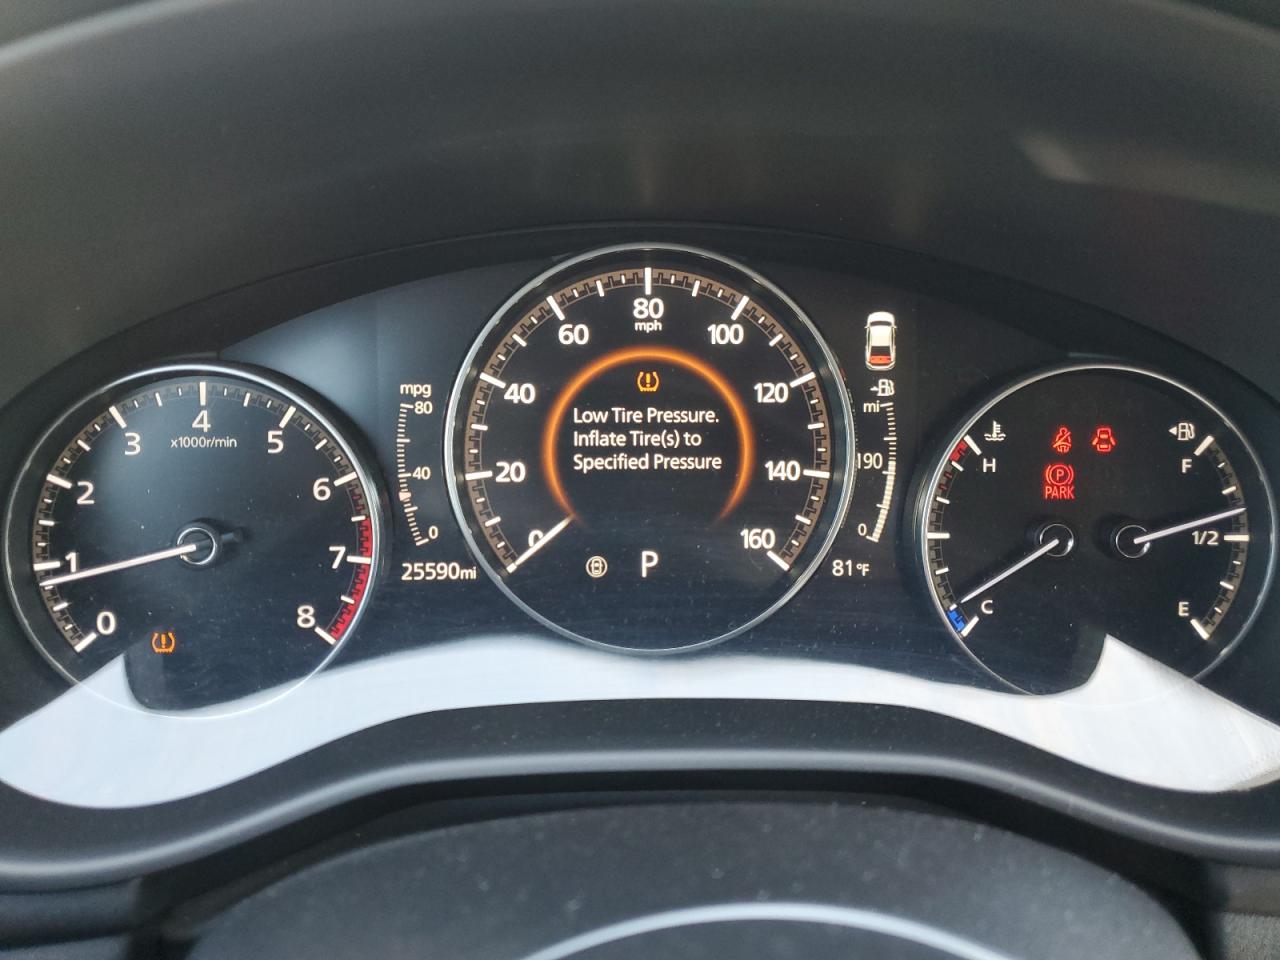 80
mph
60
100
40
120
20
140
0
160
Low Tire Pressure.
Inflate Tire(s) to
Specified Pressure
P
4
x1000r/min
3
5
2
6
1
7
0
8
mpg
80
40
0
25590mi
mi
190
0
81°F
H
C
P
PARK
F
1/2
E